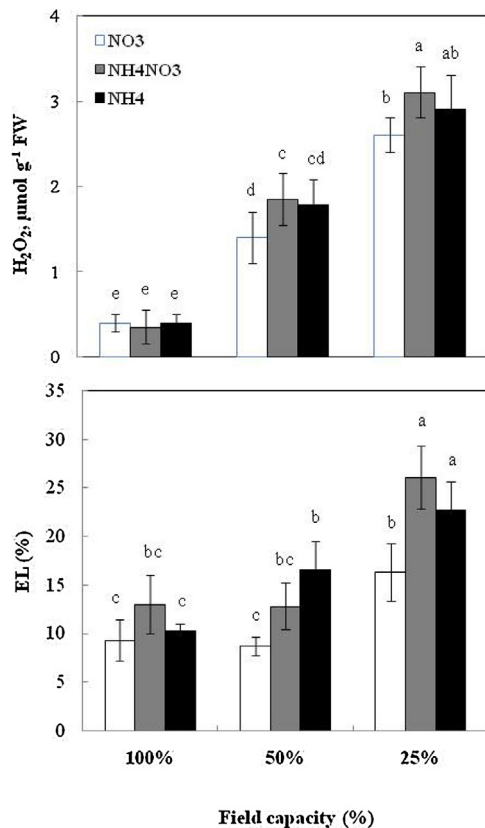 4
3
2
1
0
H2O2, µmol g-1 FW
NO3
NH4NO3
NH4
e
e
e
d
c
cd
b
a
ab
35
30
25
20
15
10
5
0
EL (%)
c
bc
c
c
bc
b
b
a
a
100%
50%
25%
Field capacity (%)